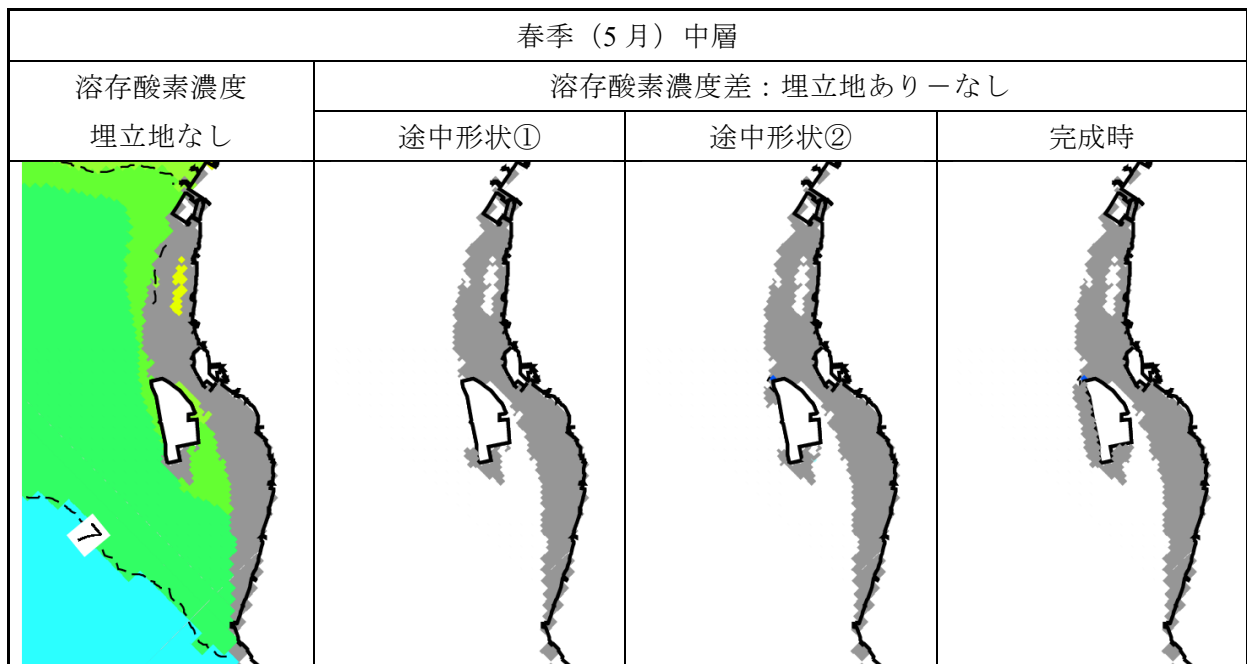 春季（5月）中層
溶存酸素濃度
埋立地なし
溶存酸素濃度差：埋立地あり－なし
途中形状①
途中形状②
完成時
7